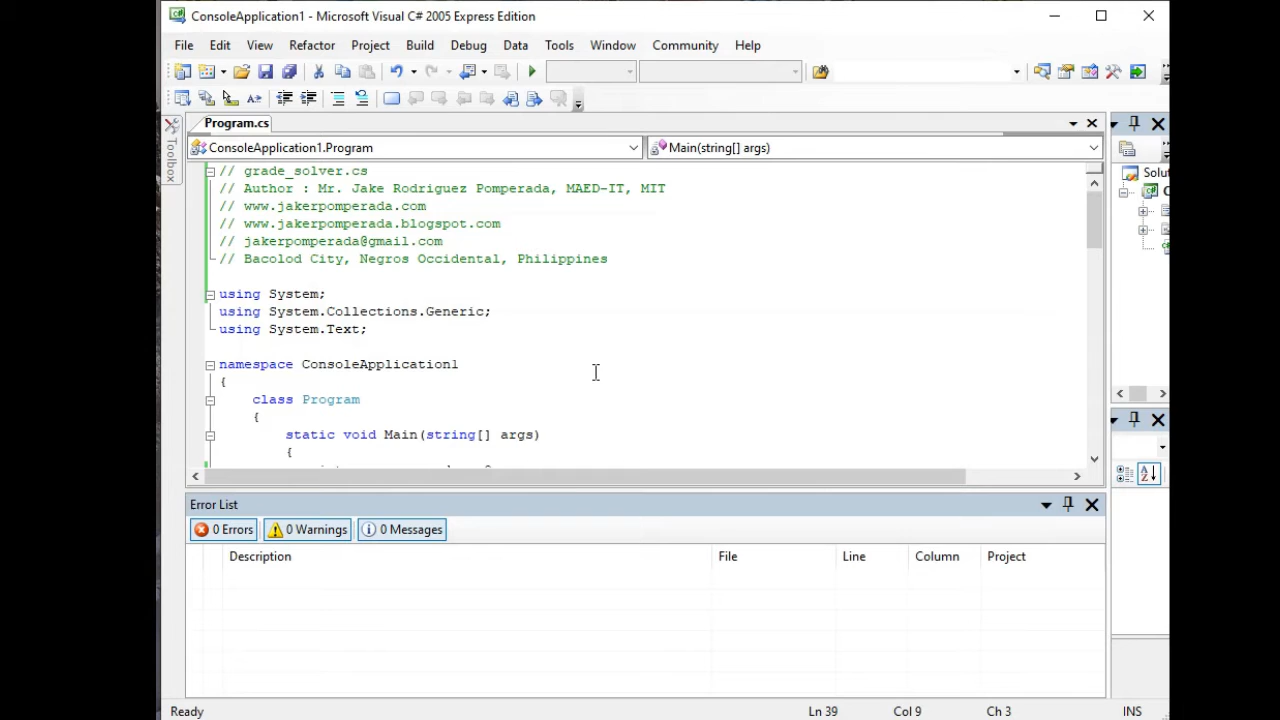 ConsoleApplication1 - Microsoft Visual C# 2005 Express Edition
File Edit View Refactor Project Build Debug Data Tools Window Community Help
Program.cs
Toolbox
ConsoleApplication1.Program
Main(string[] args)
// grade_solver.cs
// Author : Mr. Jake Rodriguez Pomperada, MAED-IT, MIT
// www.jakerpomperada.com
// www.jakerpomperada.blogspot.com
// jakerpomperada@gmail.com
// Bacolod City, Negros Occidental, Philippines
using System;
using System.Collections.Generic;
using System.Text;
namespace ConsoleApplication1
{
class Program
{
static void Main(string[] args)
{
Solu
Error List
0 Errors
0 Warnings
0 Messages
Description File Line Column Project
Ready Ln 39 Col 9 Ch 3 INS